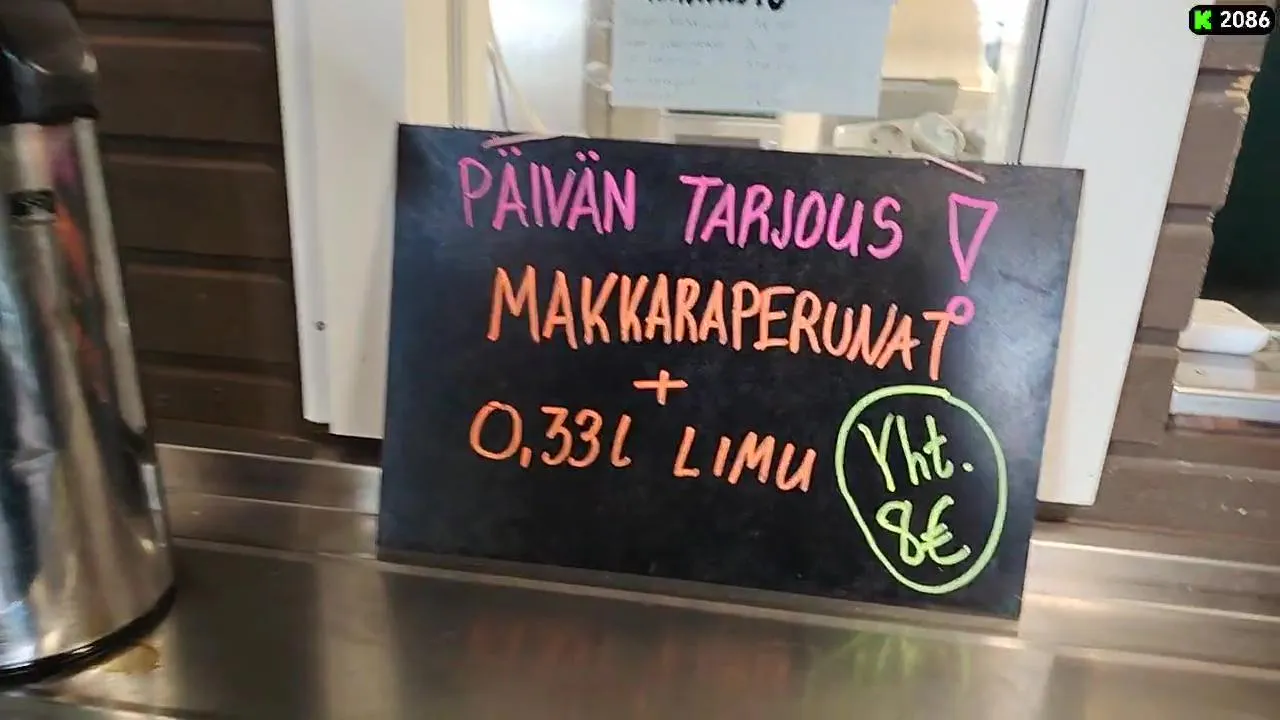 K 2086
PÄIVÄN TARJOUS!
MAKKARAPERUNAT
+
0,33l LIMU
Yht.
8€